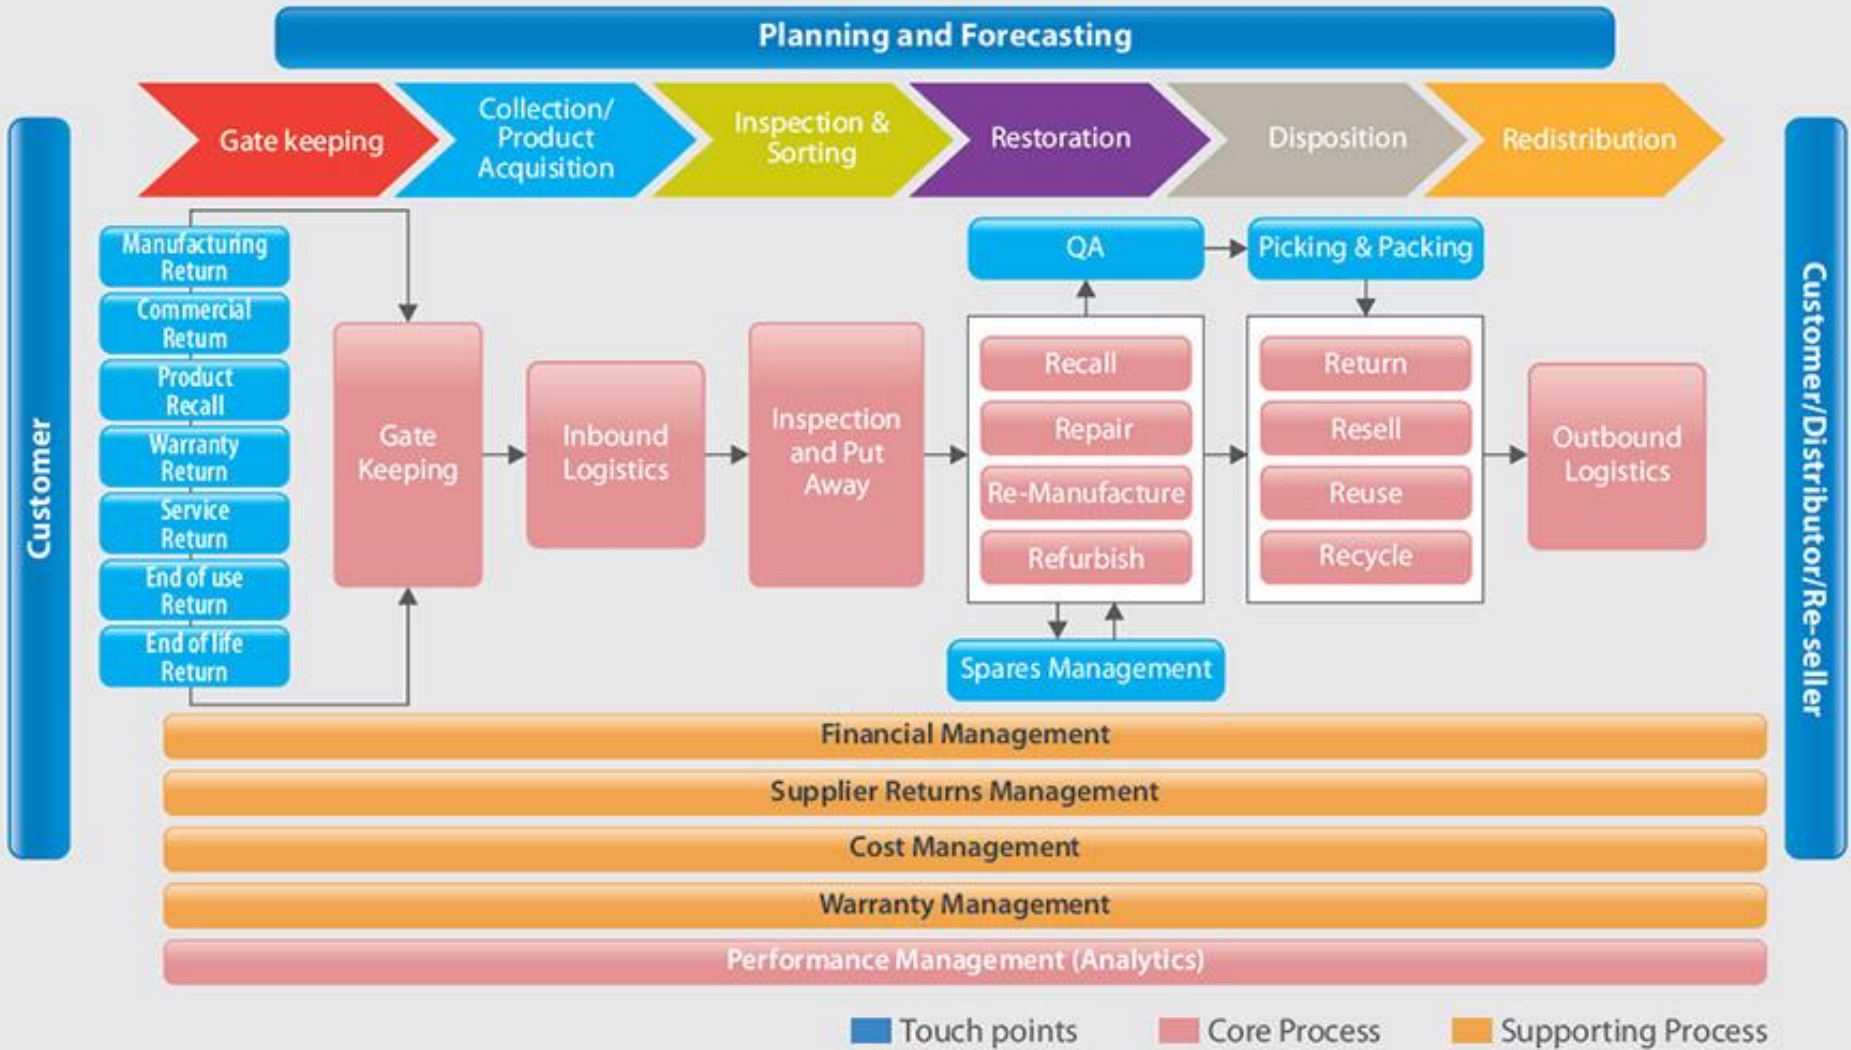 Planning and Forecasting
Gate keeping
Collection/
Product
Acquisition
Inspection &
Sorting
Restoration
Disposition
Redistribution
Customer
Manufacturing
Return
Commercial
Return
Product
Recall
Warranty
Return
Service
Return
End of use
Return
End of life
Return
Gate
Keeping
Inbound
Logistics
Inspection
and Put
Away
QA
Picking & Packing
Recall
Repair
Re-Manufacture
Refurbish
Return
Resell
Reuse
Recycle
Spares Management
Outbound
Logistics
Customer/Distributor/Re-seller
Financial Management
Supplier Returns Management
Cost Management
Warranty Management
Performance Management (Analytics)
Touch points
Core Process
Supporting Process